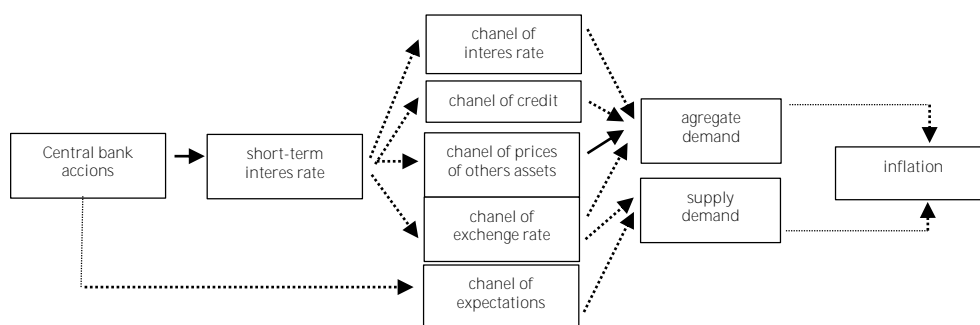 Central bank
accions
short-term
interes rate
chanel of
interes rate
chanel of credit
chanel of prices
of others assets
chanel of
exchenge rate
chanel of
expectations
agregate
demand
supply
demand
inflation